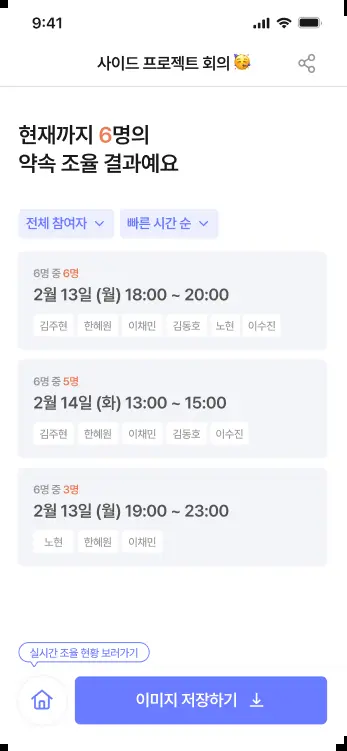 9:41
사이드 프로젝트 회의 🥳
현재까지 6명의
약속 조율 결과예요
전체 참여자 빠른 시간 순
6명 중 6명
2월 13일 (월) 18:00 ~ 20:00
김주현 한혜원 이채민 김동호 노현 이수진
6명 중 5명
2월 14일 (화) 13:00 ~ 15:00
김주현 한혜원 이채민 김동호 이수진
6명 중 3명
2월 13일 (월) 19:00 ~ 23:00
노현 한혜원 이채민
실시간 조율 현황 보러가기
이미지 저장하기